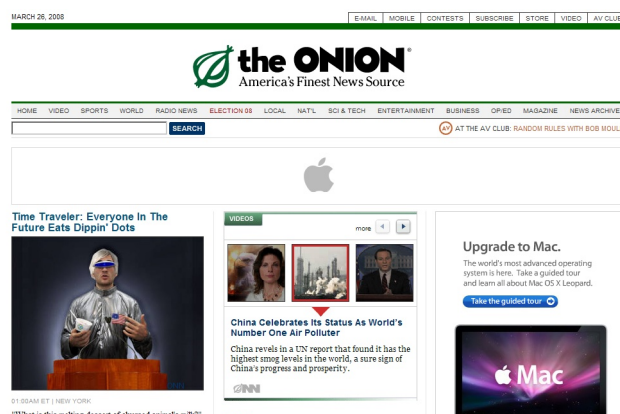 MARCH 26, 2008
E-MAIL MOBILE CONTESTS SUBSCRIBE STORE VIDEO AV CLUB
the ONION®
America's Finest News Source
HOME VIDEO SPORTS WORLD RADIO NEWS ELECTION 08 LOCAL NAT'L SCI & TECH ENTERTAINMENT BUSINESS OP/ED MAGAZINE NEWS ARCHIVE
SEARCH
AV AT THE AV CLUB: RANDOM RULES WITH BOB MOUL
Time Traveler: Everyone In The
Future Eats Dippin' Dots
01:00AM ET | NEW YORK
VIDEOS
more
China Celebrates Its Status As World's
Number One Air Polluter
China revels in a UN report that found it has the
highest smog levels in the world, a sure sign of
China's progress and prosperity.
ONN
Upgrade to Mac.
The world's most advanced operating
system is here. Take a guided tour
and learn all about Mac OS X Leopard.
Take the guided tour
Mac